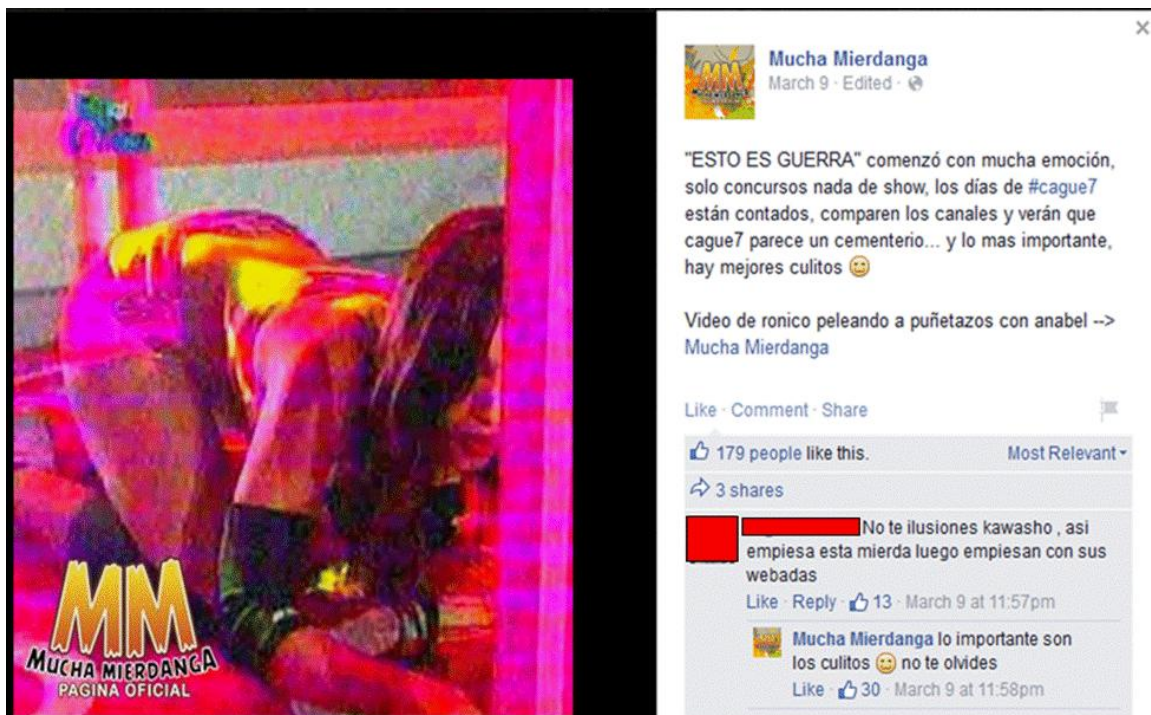 MM
MUCHA MIERDANGA
PAGINA OFICIAL
Mucha Mierdanga
March 9 · Edited ·
"ESTO ES GUERRA" comenzó con mucha emoción,
solo concursos nada de show, los días de #cague7
están contados, comparen los canales y verán que
cague7 parece un cementerio... y lo mas importante,
hay mejores culitos
Video de ronico peleando a puñetazos con anabel -->
Mucha Mierdanga
Like · Comment · Share
179 people like this.
Most Relevant
3 shares
No te ilusiones kawasho , asi
empiesa esta mierda luego empiesan con sus
webadas
Like · Reply · 13 · March 9 at 11:57pm
Mucha Mierdanga lo importante son
los culitos no te olvides
Like · 30 · March 9 at 11:58pm